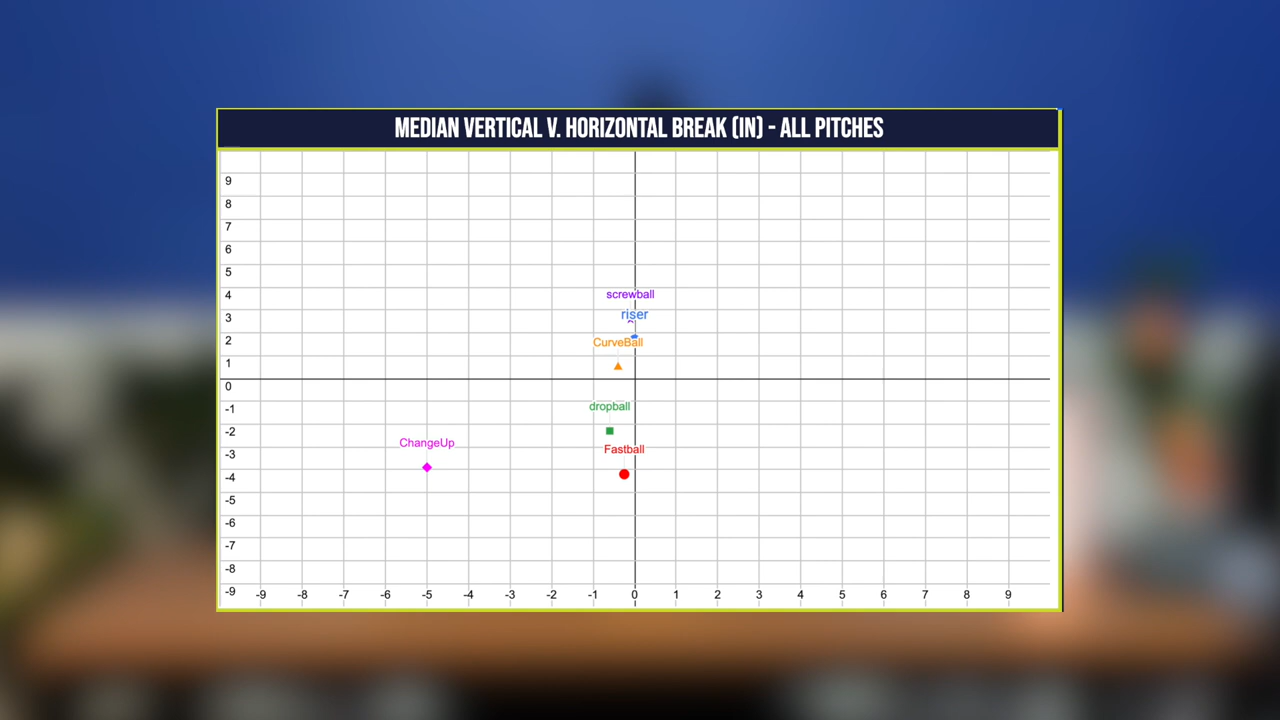 MEDIAN VERTICAL V. HORIZONTAL BREAK (IN) - ALL PITCHES
9
8
7
6
5
4
3
2
1
0
-1
-2
-3
-4
-5
-6
-7
-8
-9
screwball
riser
CurveBall
dropball
ChangeUp
Fastball
-9 -8 -7 -6 -5 -4 -3 -2 -1 0 1 2 3 4 5 6 7 8 9